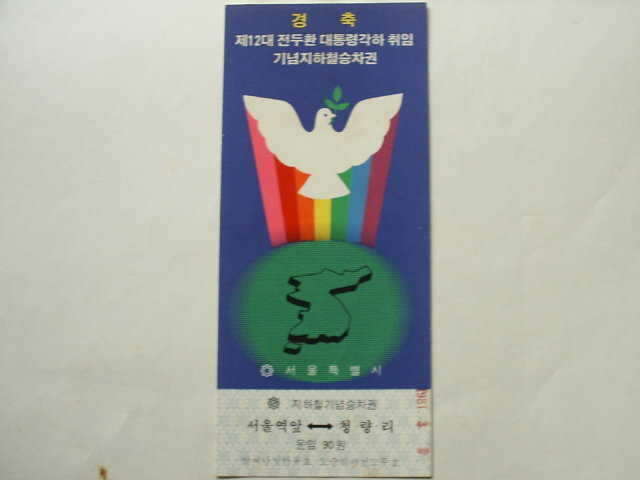 경 축
제12대 전두환 대통령각하 취임
기념지하철승차권
서울특별시
지하철기념승차권
서울역앞 ↔ 청량리
운임 90원